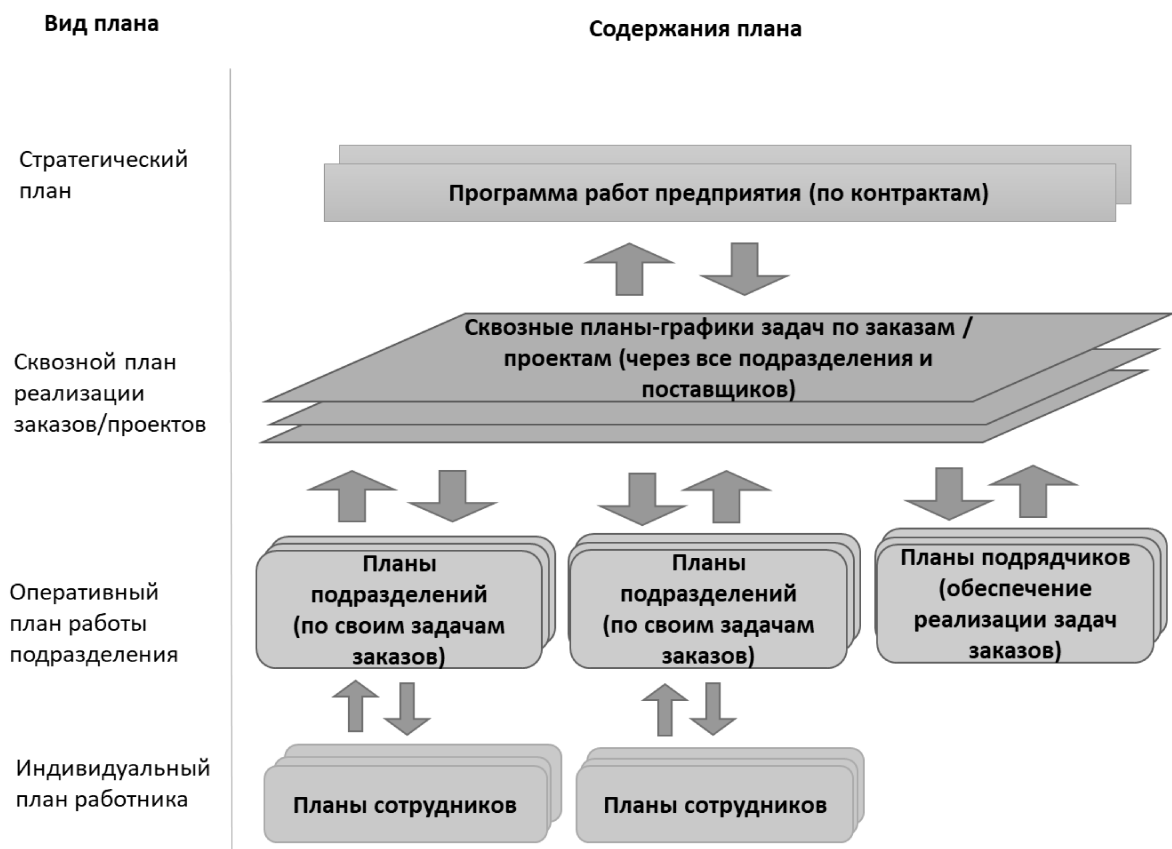 Вид плана
Содержания плана
Стратегический
план
Программа работ предприятия (по контрактам)
Сквозной план
реализации
заказов/проектов
Сквозные планы-графики задач по заказам /
проектам (через все подразделения и
поставщиков)
Оперативный
план работы
подразделения
Планы
подразделений
(по своим задачам
заказов)
Планы
подразделений
(по своим задачам
заказов)
Планы подрядчиков
(обеспечение
реализации задач
заказов)
Индивидуальный
план работника
Планы сотрудников
Планы сотрудников